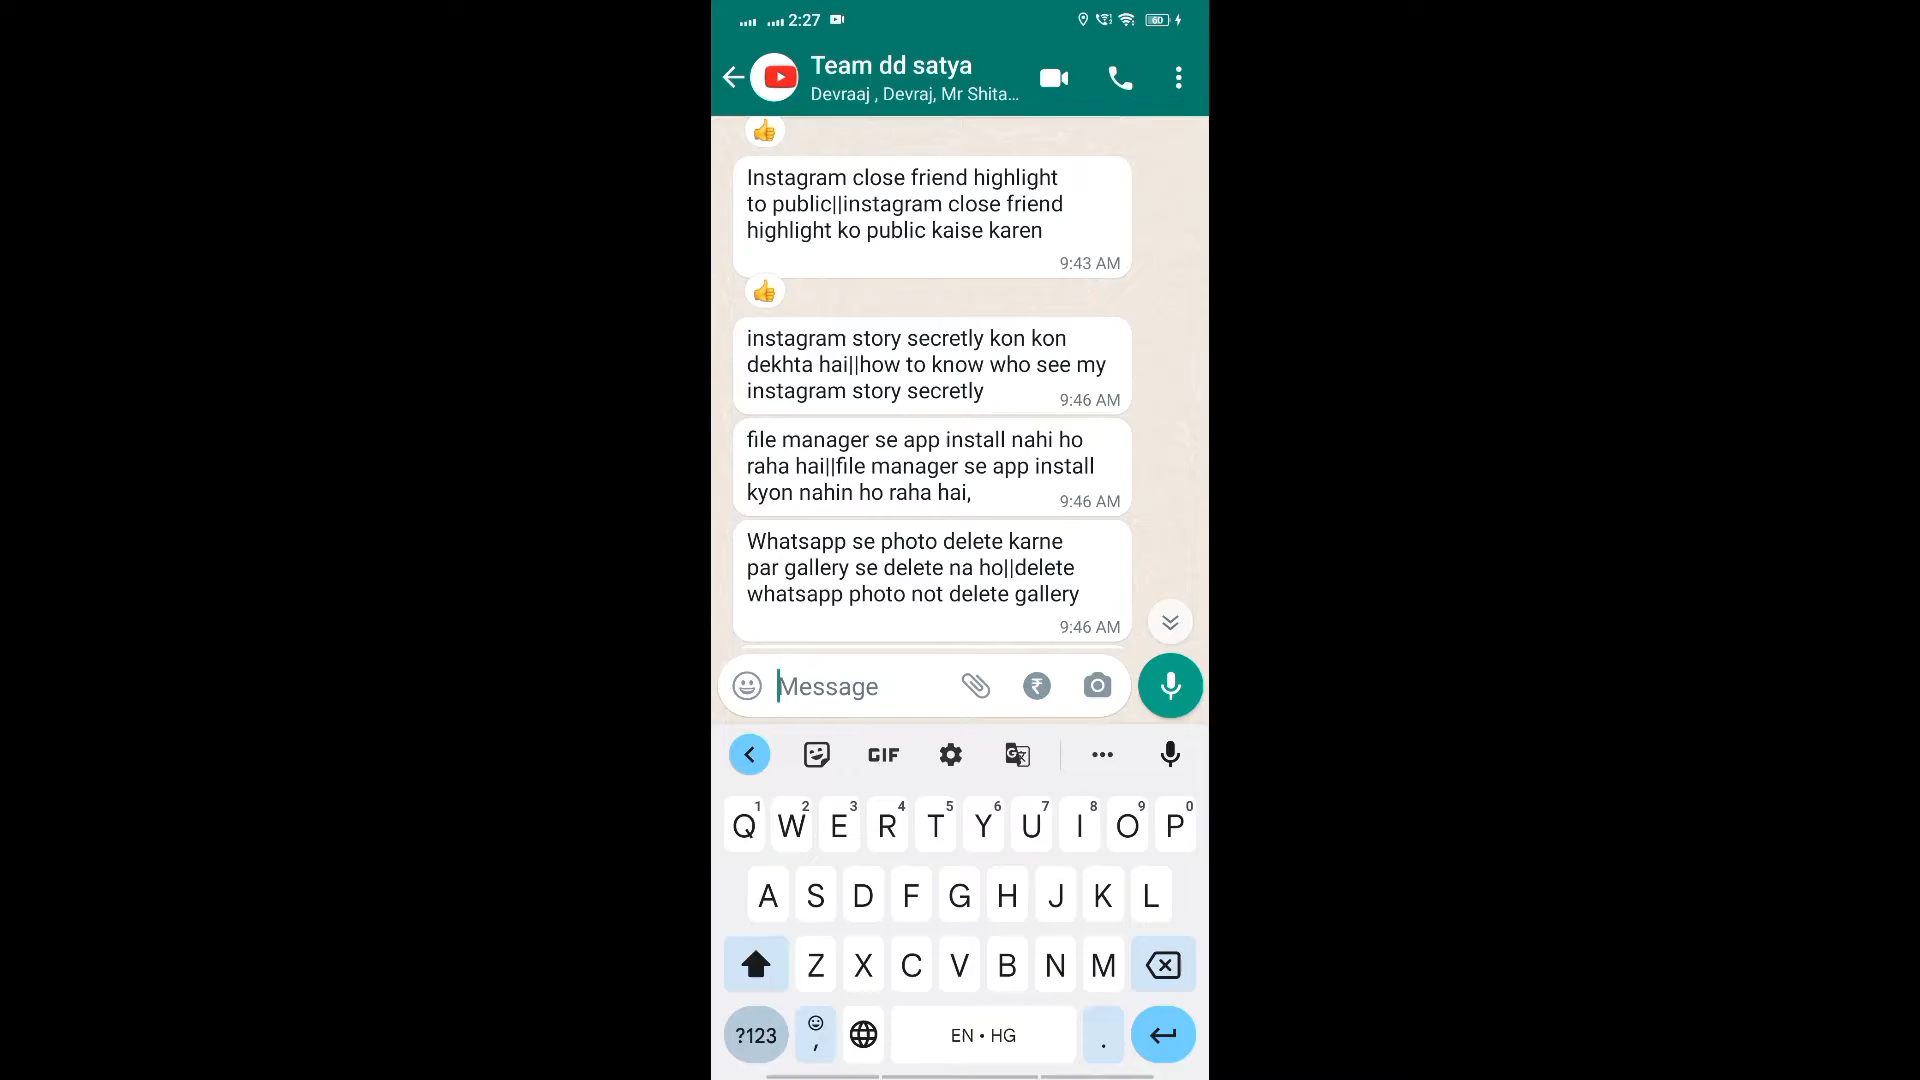 2:27
60
Team dd satya
Devraaj , Devraj, Mr Shita...
Instagram close friend highlight
to public||instagram close friend
highlight ko public kaise karen
9:43 AM
instagram story secretly kon kon
dekhta hai||how to know who see my
instagram story secretly
9:46 AM
file manager se app install nahi ho
raha hai||file manager se app install
kyon nahin ho raha hai,
9:46 AM
Whatsapp se photo delete karne
par gallery se delete na ho||delete
whatsapp photo not delete gallery
9:46 AM
Message
₹
GIF
1 2 3 4 5 6 7 8 9 0
Q W E R T Y U I O P
A S D F G H J K L
Z X C V B N M
?123 , EN • HG .